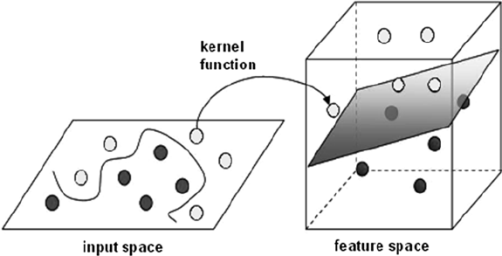 kernel
function
input space
feature space